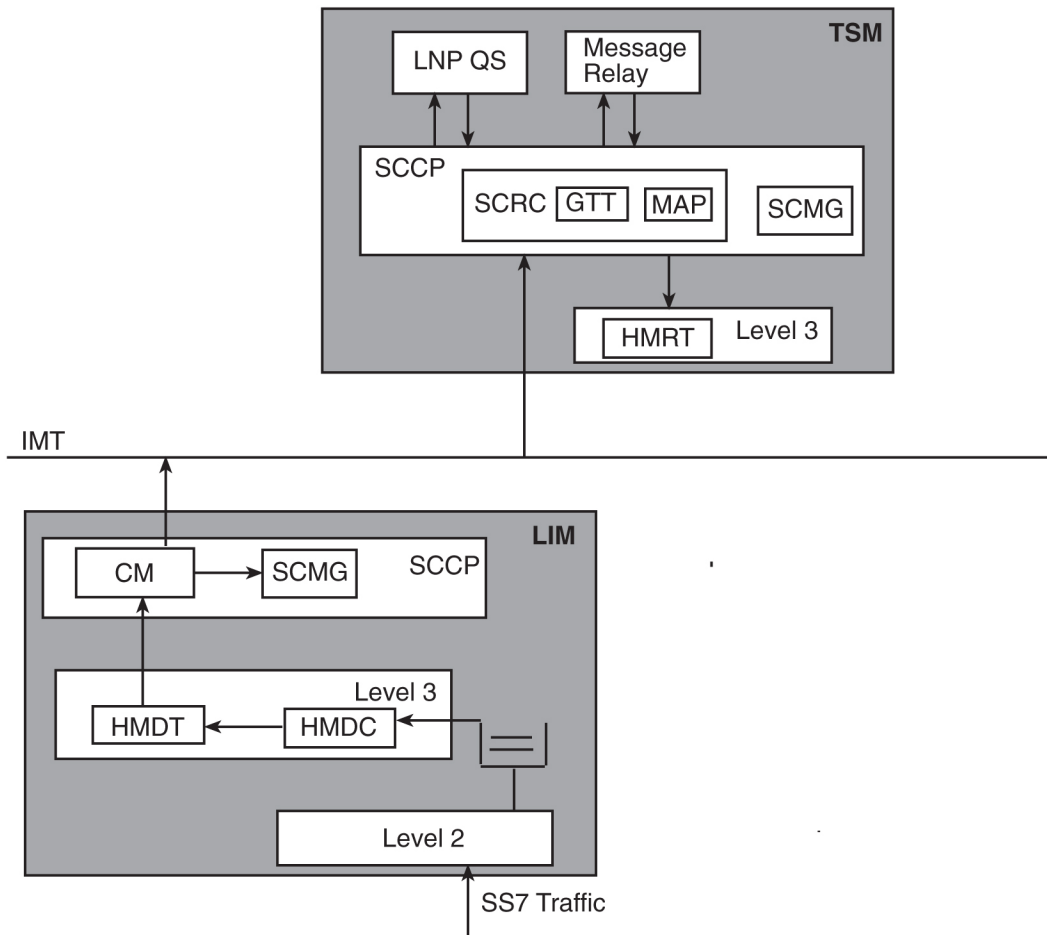 TSM
LNP QS
Message
Relay
SCCP
SCRC
GTT
MAP
SCMG
HMRT
Level 3
IMT
LIM
CM
SCMG
SCCP
Level 3
HMDT
HMDC
Level 2
SS7 Traffic